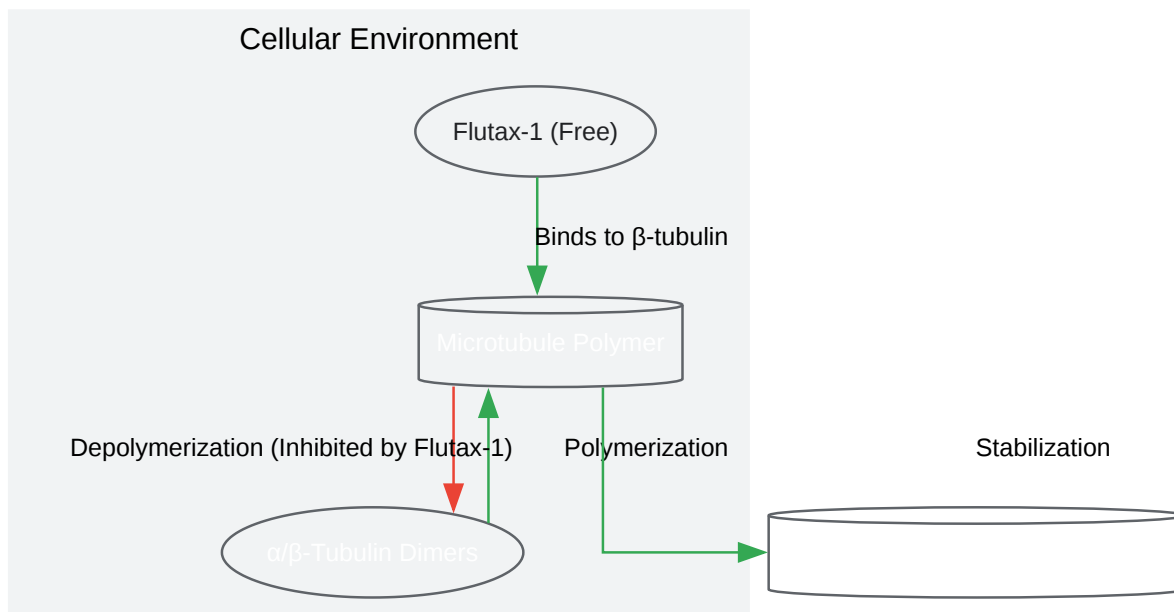 Cellular Environment
Flutax-1 (Free)
Binds to β-tubulin
Microtubule Polymer
Depolymerization (Inhibited by Flutax-1)
Polymerization
Stabilization
α/β-Tubulin Dimers